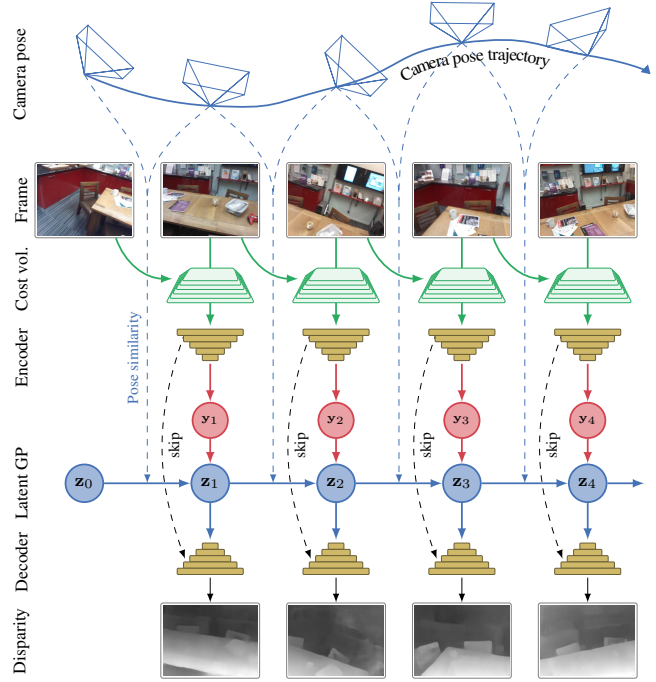 Camera pose
Camera pose trajectory
Frame
Cost vol.
Encoder
Pose similarity
y₁
y₂
y₃
y₄
skip
skip
skip
skip
Latent GP
z₀
z₁
z₂
z₃
z₄
Decoder
Disparity